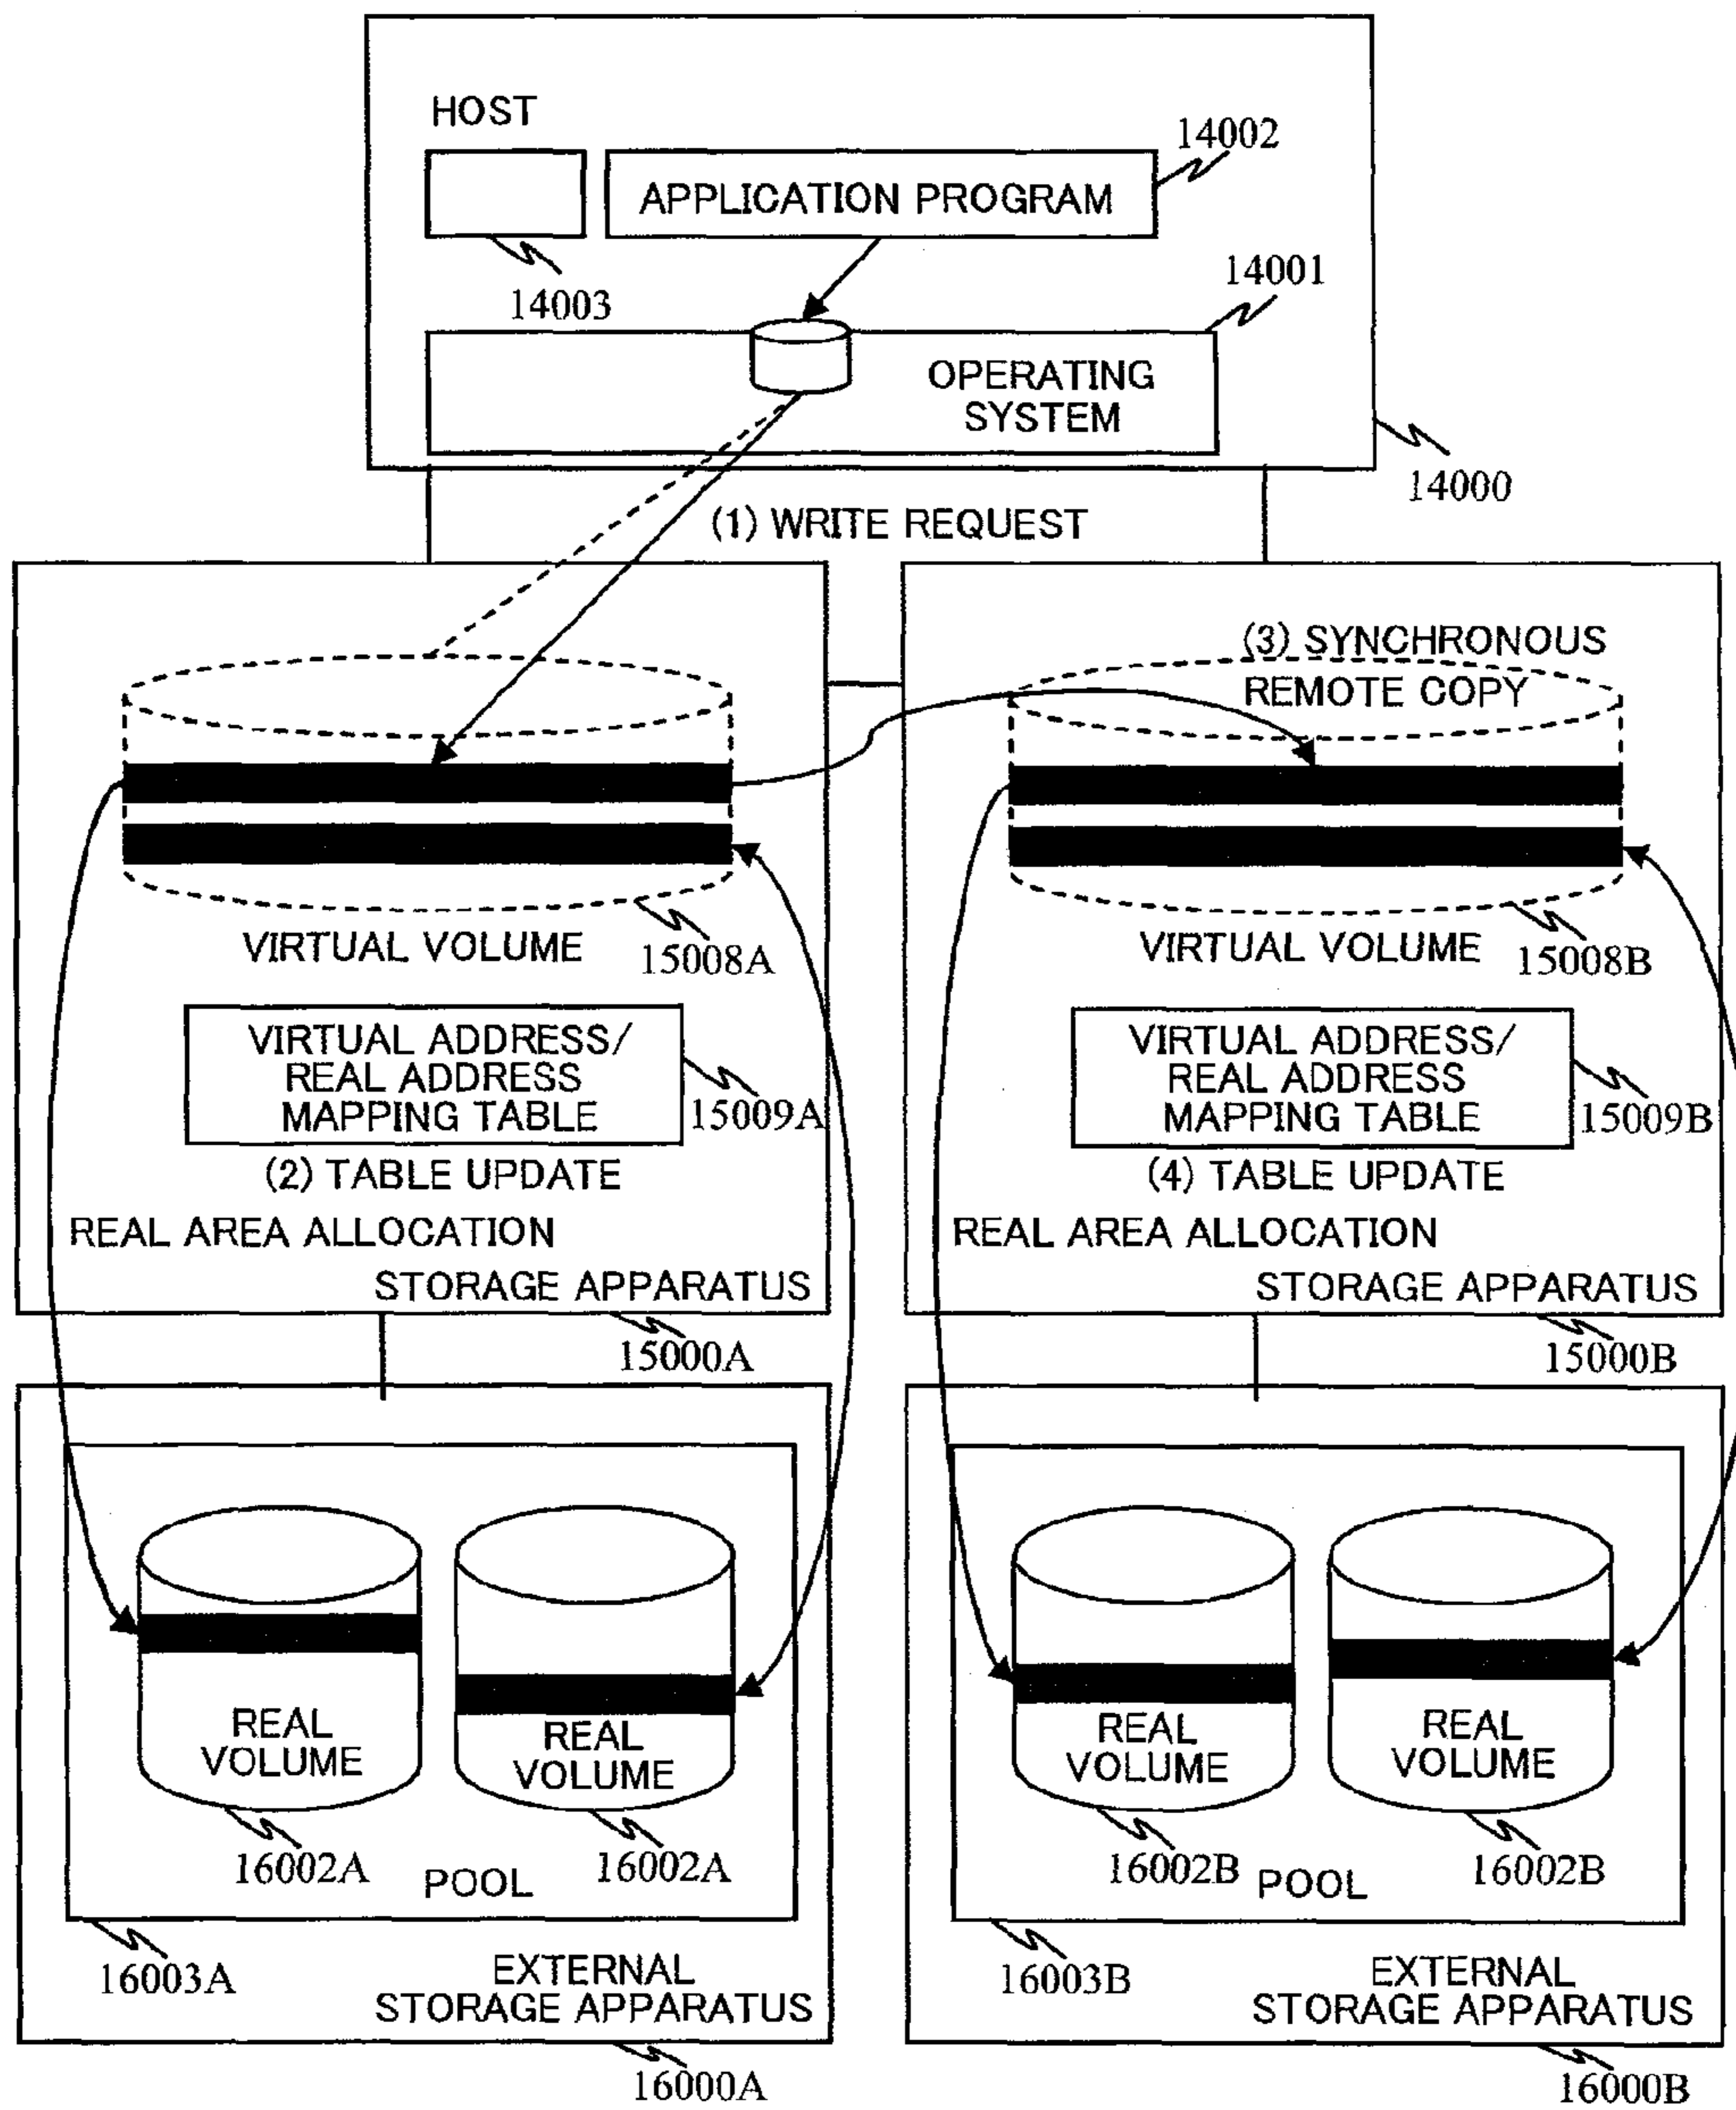 HOST
14002
APPLICATION PROGRAM
14003
14001
OPERATING
SYSTEM
14000
(1) WRITE REQUEST
(3) SYNCHRONOUS
REMOTE COPY
VIRTUAL VOLUME
15008A
VIRTUAL VOLUME
15008B
VIRTUAL ADDRESS/
REAL ADDRESS
MAPPING TABLE
15009A
VIRTUAL ADDRESS/
REAL ADDRESS
MAPPING TABLE
15009B
(2) TABLE UPDATE
(4) TABLE UPDATE
REAL AREA ALLOCATION
REAL AREA ALLOCATION
STORAGE APPARATUS
STORAGE APPARATUS
15000A
15000B
REAL
VOLUME
REAL
VOLUME
REAL
VOLUME
REAL
VOLUME
16002A
16002A
16002B
16002B
POOL
POOL
16003A
16003B
EXTERNAL
STORAGE APPARATUS
EXTERNAL
STORAGE APPARATUS
16000A
16000B